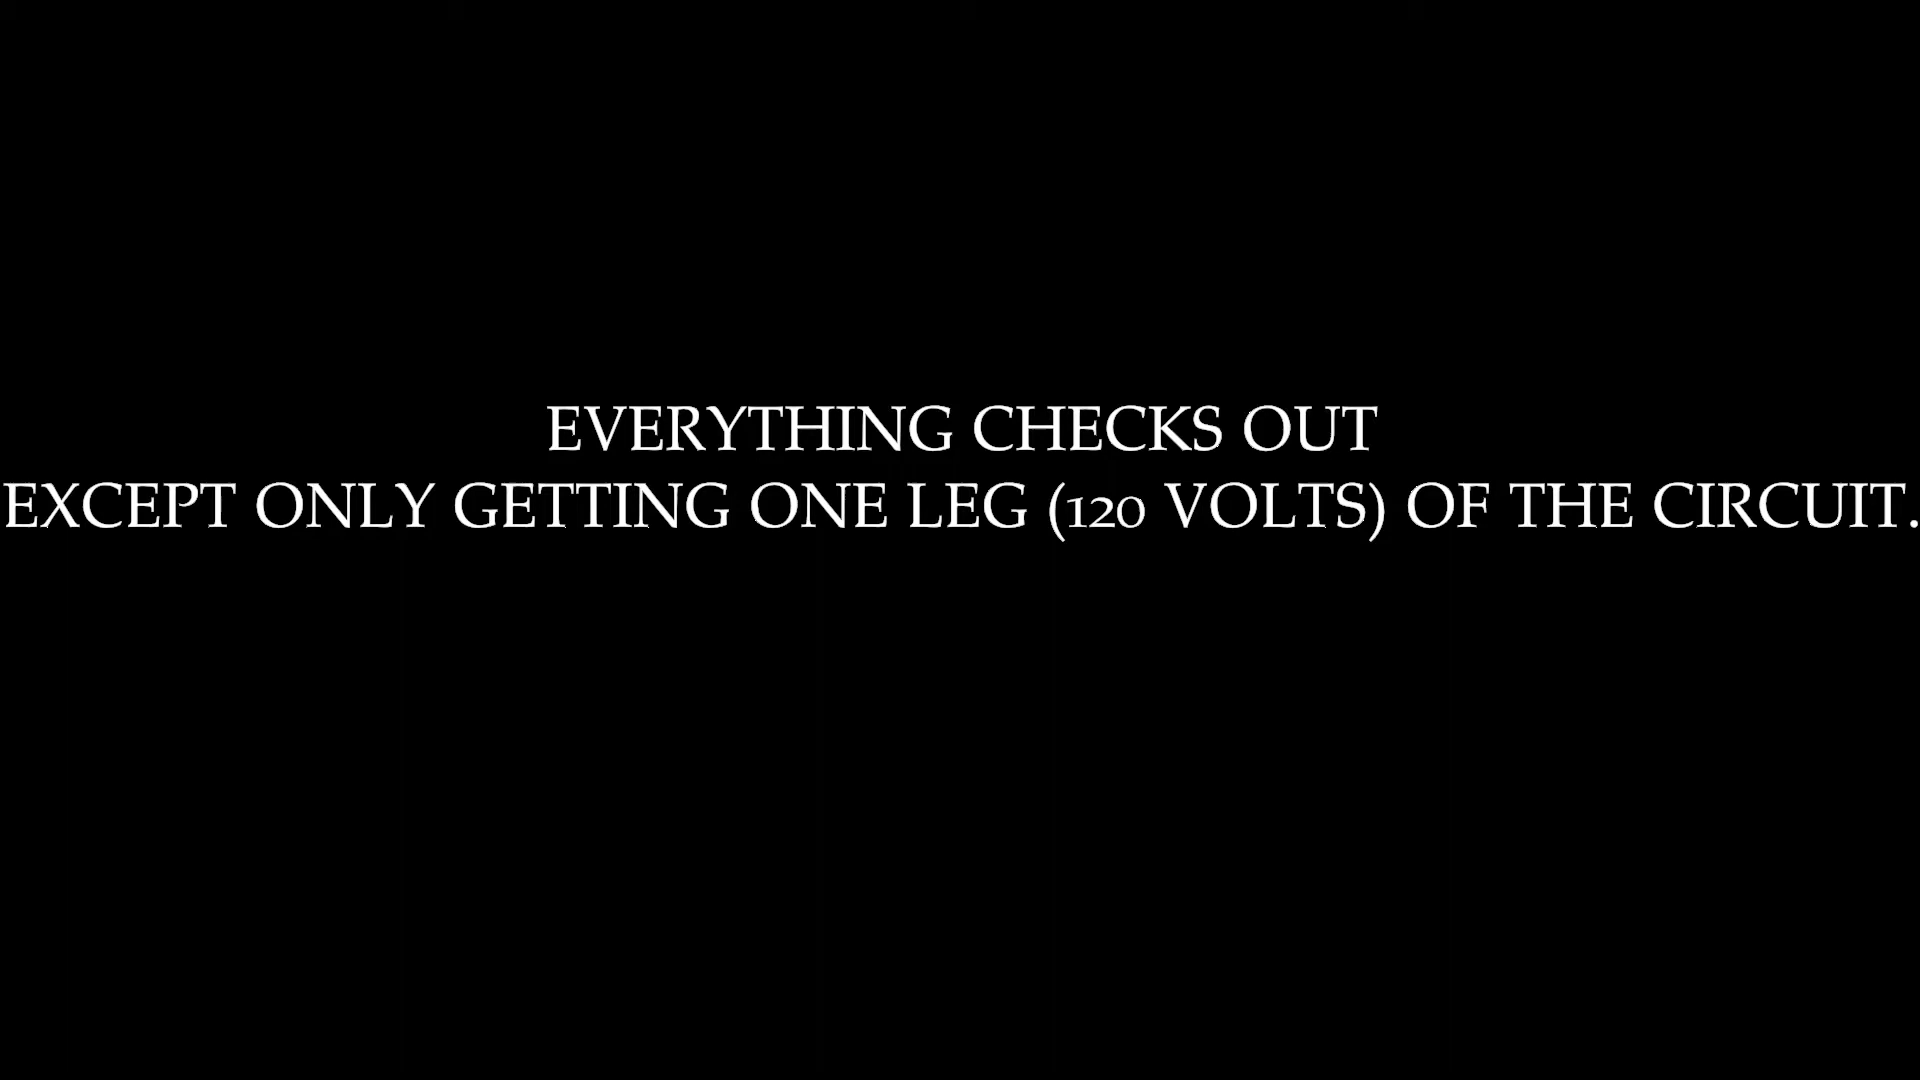 EVERYTHING CHECKS OUT
EXCEPT ONLY GETTING ONE LEG (120 VOLTS) OF THE CIRCUIT.